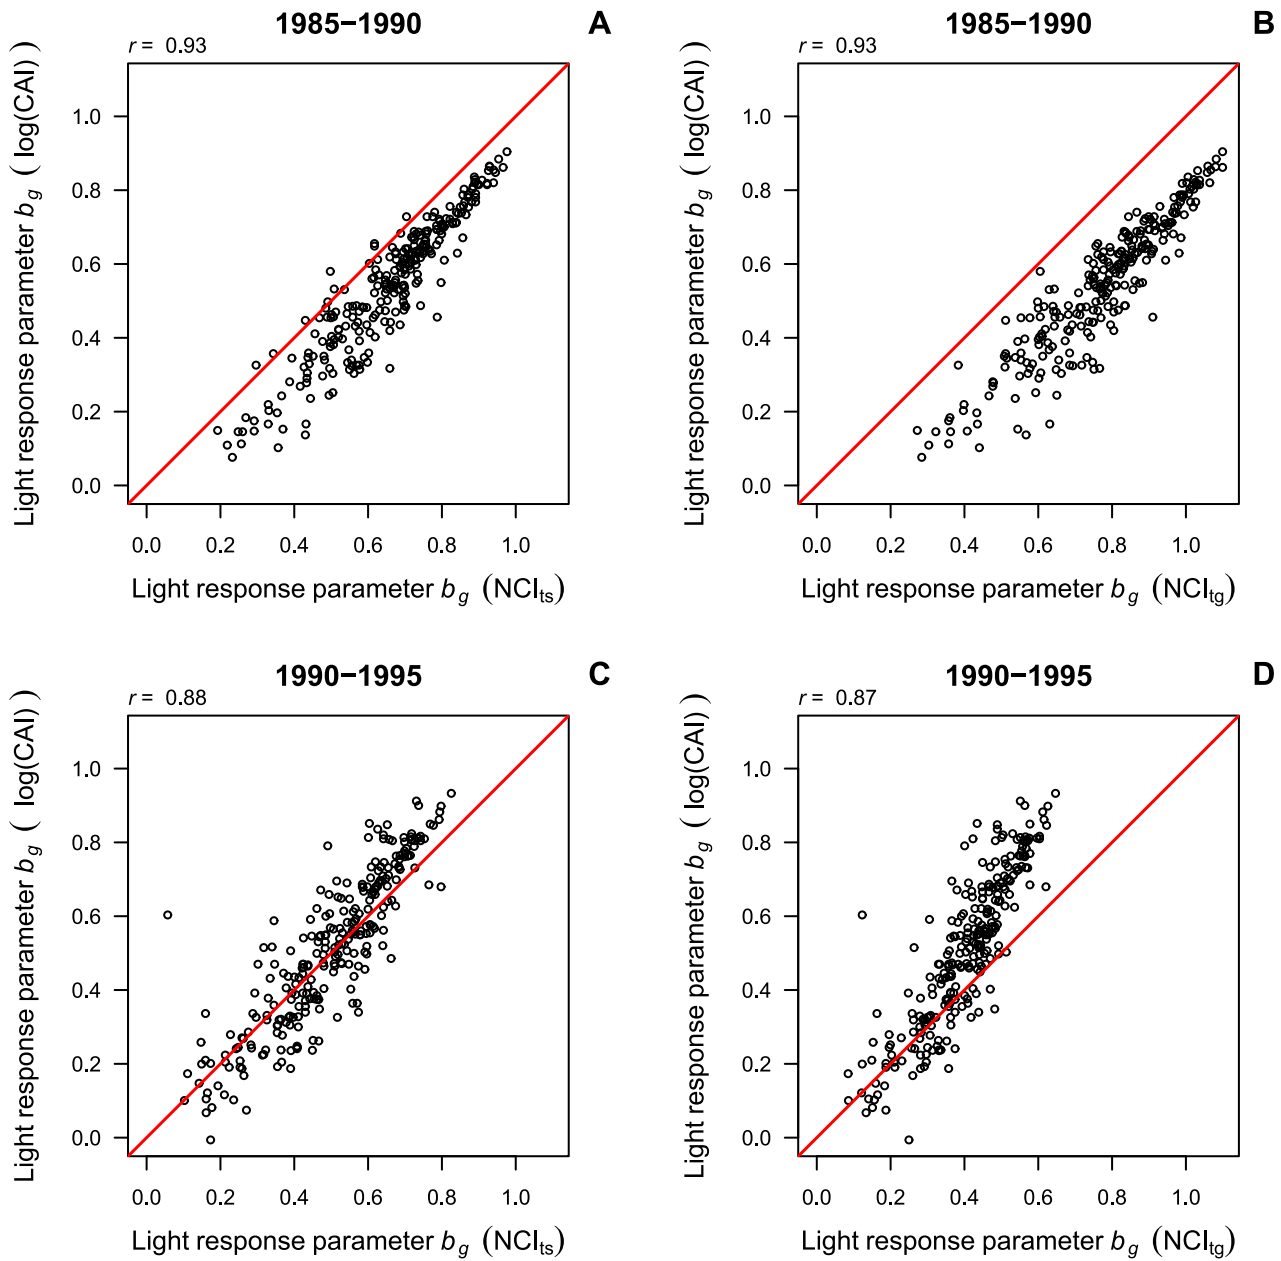 1985−1990 A
r = 0.93
Light response parameter b_g ( log(CAI) )
1.0
0.8
0.6
0.4
0.2
0.0
0.0 0.2 0.4 0.6 0.8 1.0
Light response parameter b_g (NCI_ts)
1985−1990 B
r = 0.93
Light response parameter b_g ( log(CAI) )
1.0
0.8
0.6
0.4
0.2
0.0
0.0 0.2 0.4 0.6 0.8 1.0
Light response parameter b_g (NCI_tg)
1990−1995 C
r = 0.88
Light response parameter b_g ( log(CAI) )
1.0
0.8
0.6
0.4
0.2
0.0
0.0 0.2 0.4 0.6 0.8 1.0
Light response parameter b_g (NCI_ts)
1990−1995 D
r = 0.87
Light response parameter b_g ( log(CAI) )
1.0
0.8
0.6
0.4
0.2
0.0
0.0 0.2 0.4 0.6 0.8 1.0
Light response parameter b_g (NCI_tg)